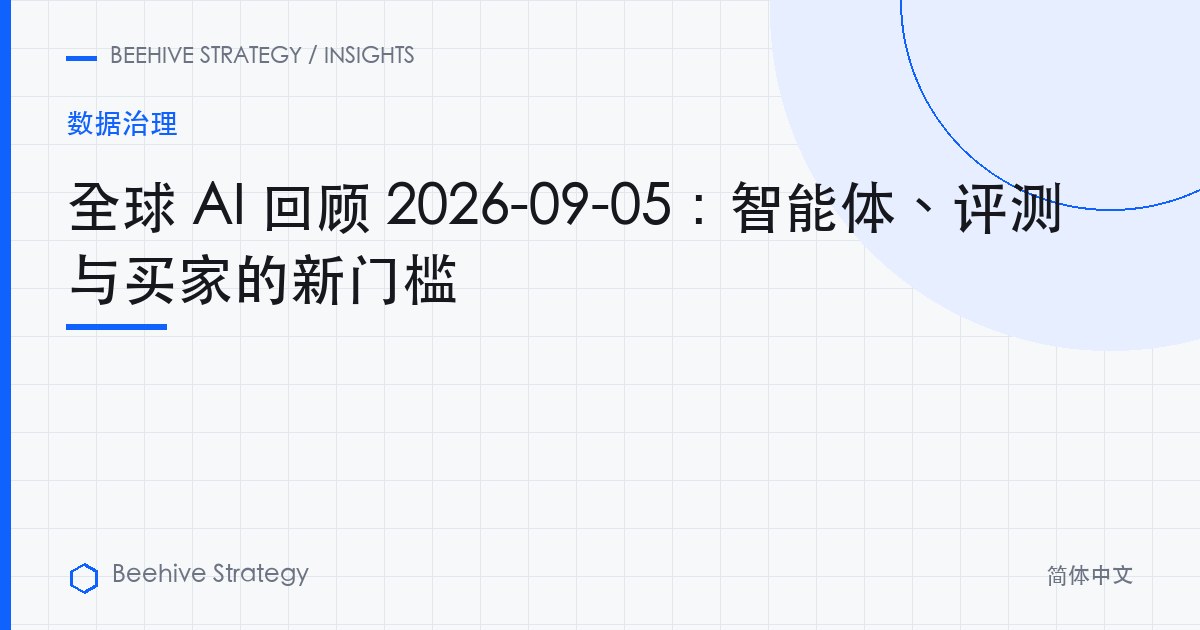 BEEHIVE STRATEGY / INSIGHTS
数据治理
全球 AI 回顾 2026-09-05：智能体、评测
与买家的新门槛
Beehive Strategy
简体中文